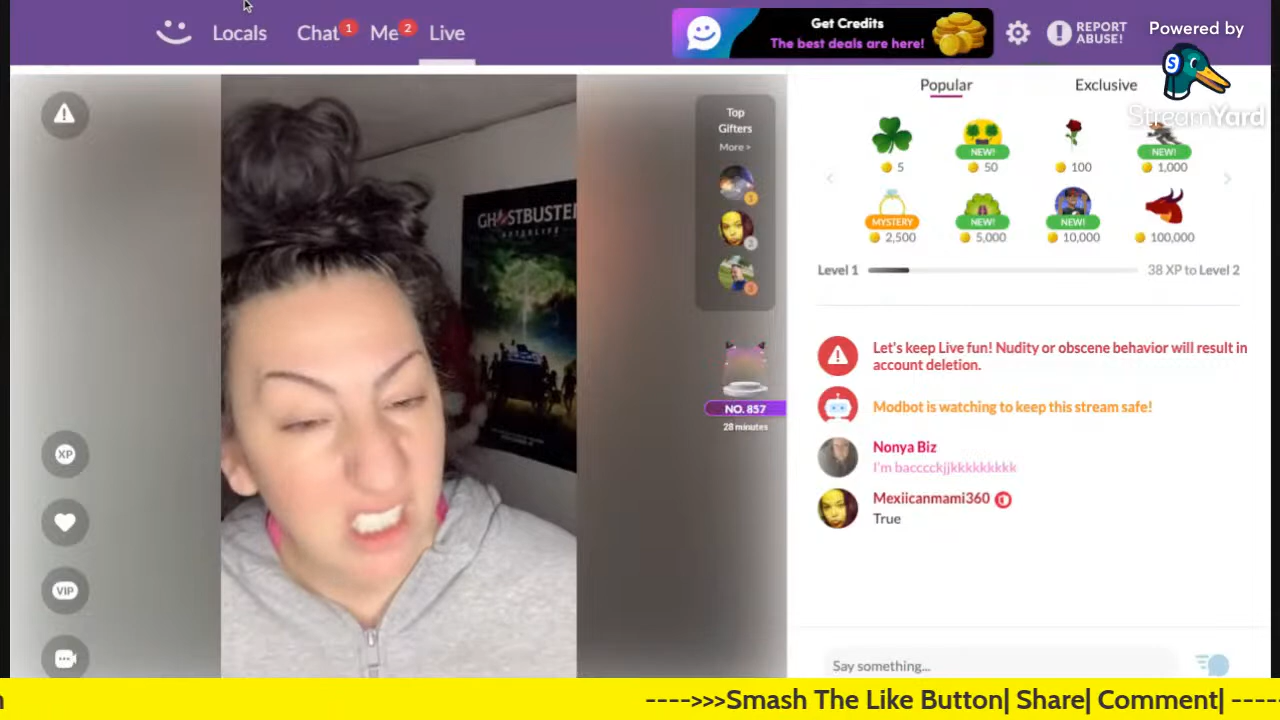 Locals
Chat 1
Me 2
Live
Get Credits
The best deals are here!
REPORT
ABUSE!
Powered by
S
StreamYard
Top
Gifters
More >
1
2
3
GHOSTBUSTE
AFTERLIFE
NO. 857
28 minutes
XP
VIP
Popular
Exclusive
5
NEW!
50
100
NEW!
1,000
MYSTERY
2,500
NEW!
5,000
NEW!
10,000
100,000
Level 1
38 XP to Level 2
Let's keep Live fun! Nudity or obscene behavior will result in
account deletion.
Modbot is watching to keep this stream safe!
Nonya Biz
I'm bacccckjjkkkkkkkkk
Mexiicanmami360
True
Say something...
n ---->>>Smash The Like Button| Share| Comment| -----